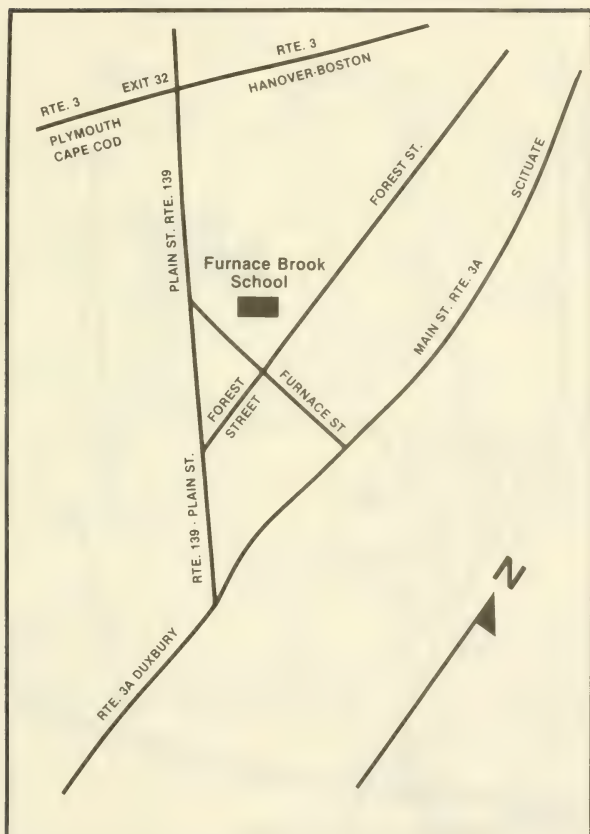 RTE. 3
HANOVER-BOSTON
EXIT 32
RTE. 3
PLYMOUTH
CAPE COD
PLAIN ST. RTE. 139
FOREST ST.
SCITUATE
MAIN ST. RTE. 3A
Furnace Brook
School
FOREST
STREET
FURNACE ST
RTE. 139 · PLAIN ST.
RTE. 3A DUXBURY
N